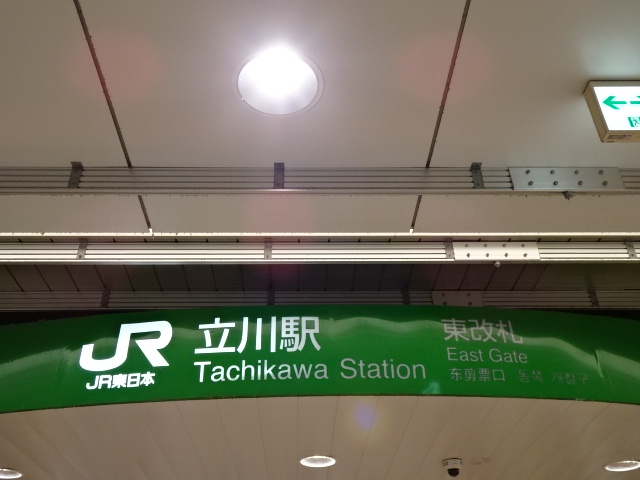 JR
JR東日本
立川駅
Tachikawa Station
東改札
East Gate
东剪票口 동쪽 개찰구